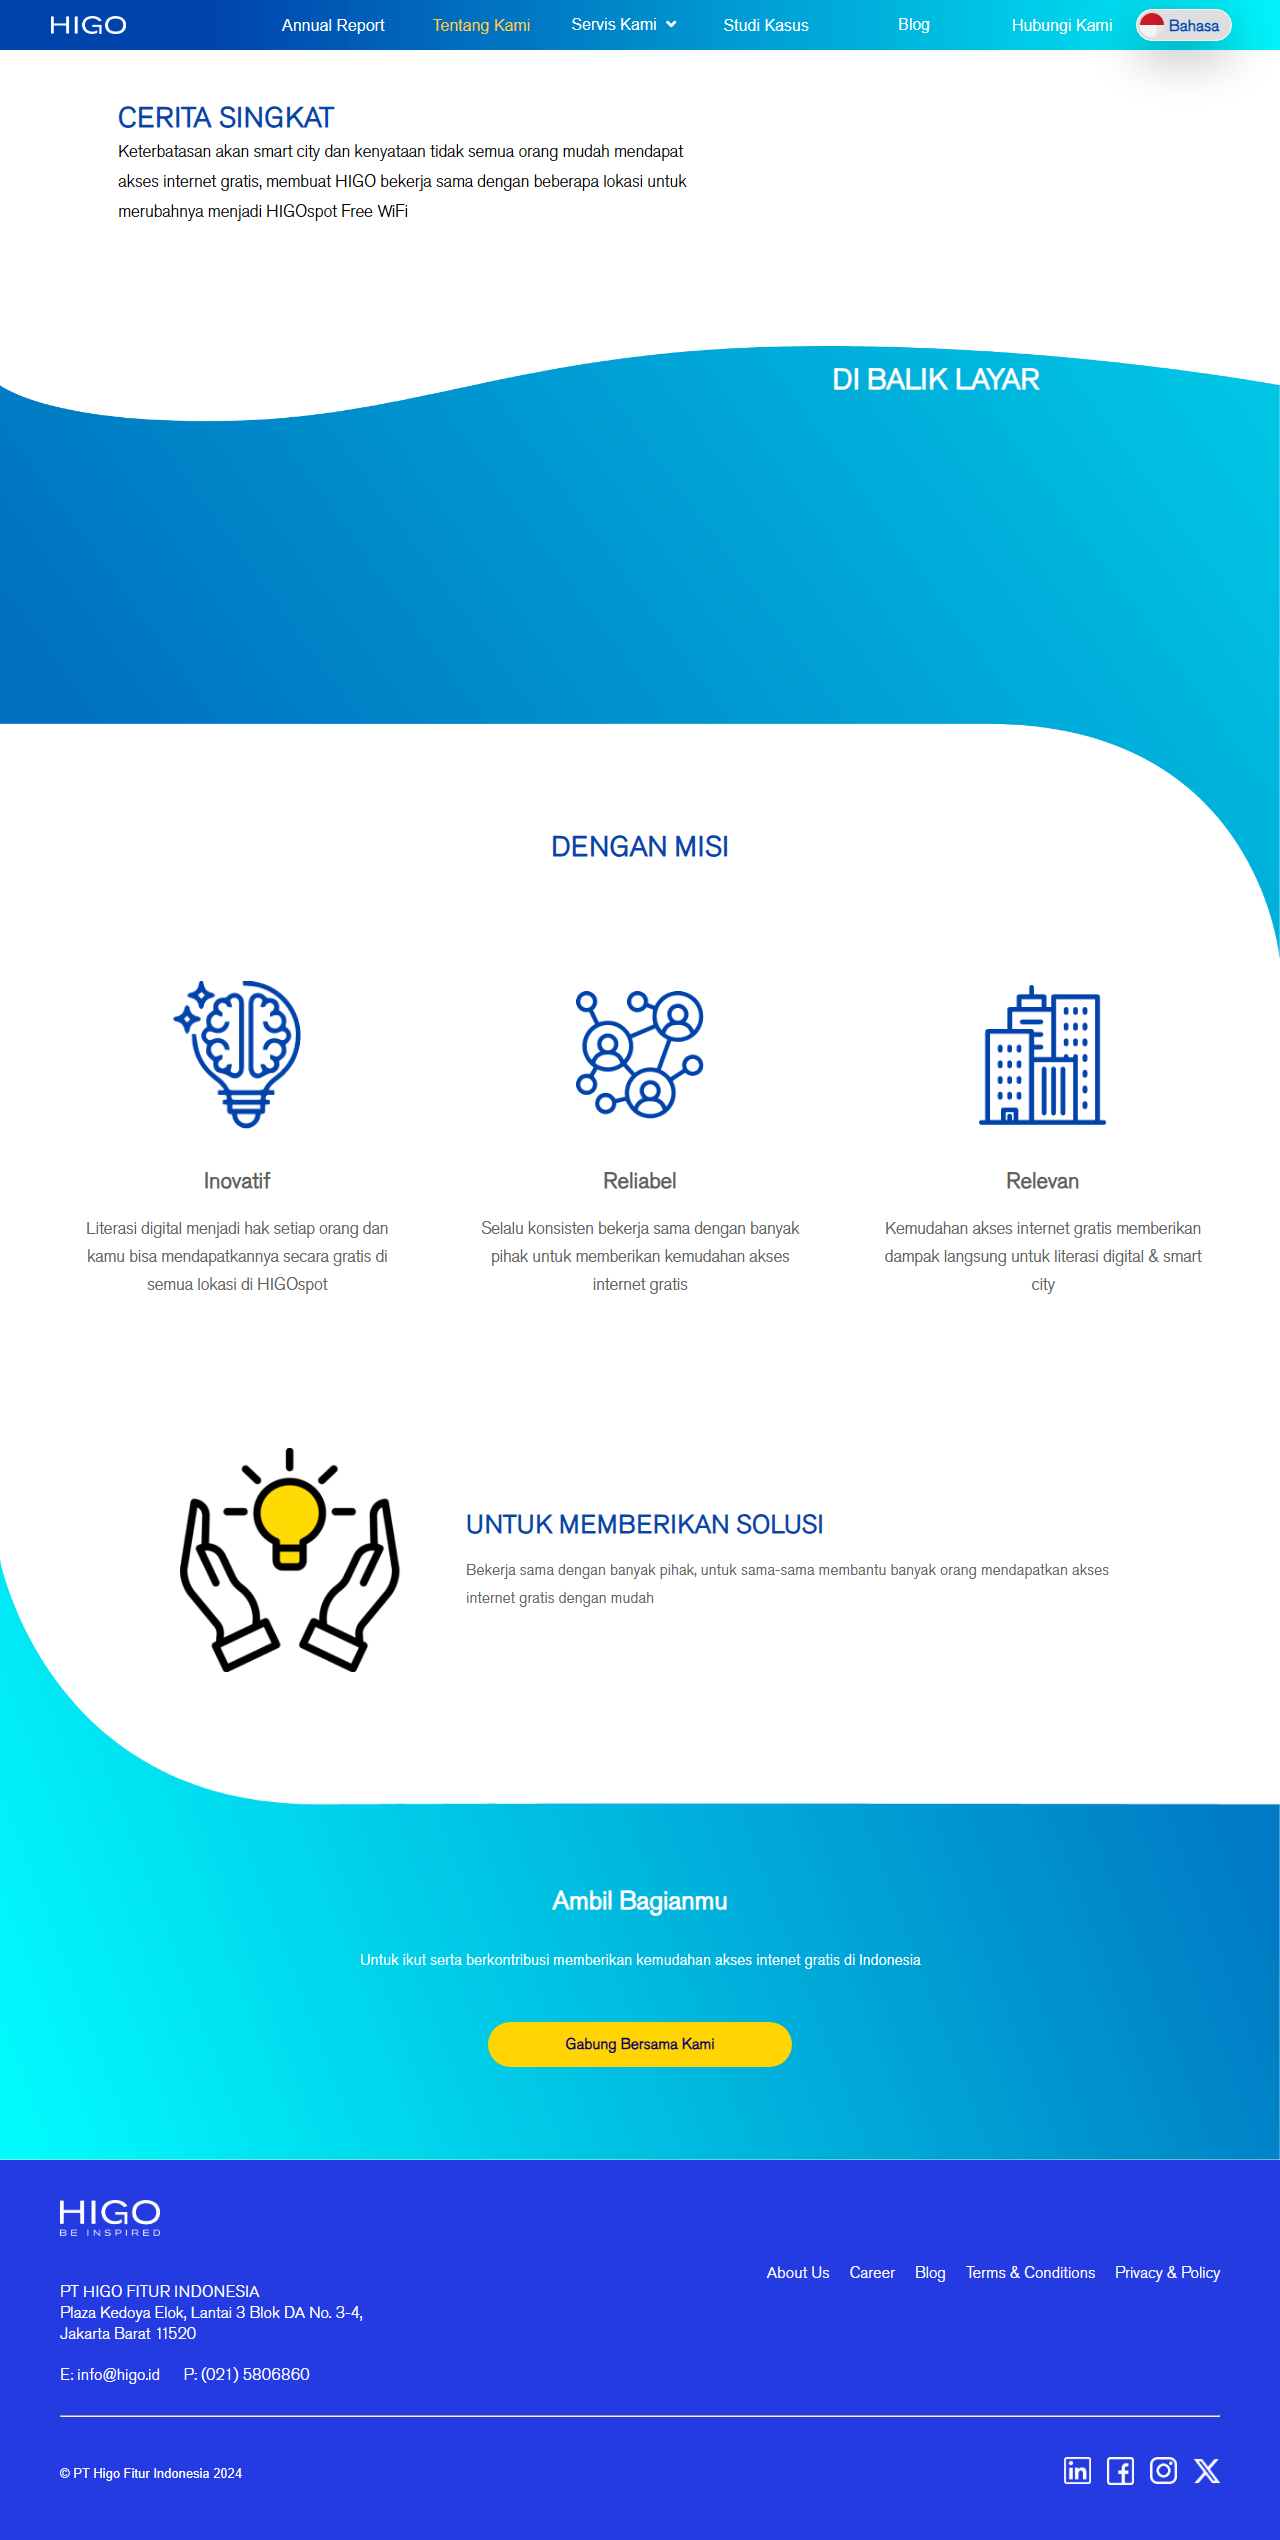 HIGO
Annual Report
Tentang Kami
Servis Kami
Studi Kasus
Blog
Hubungi Kami
Bahasa
CERITA SINGKAT
Keterbatasan akan smart city dan kenyataan tidak semua orang mudah mendapat
akses internet gratis, membuat HIGO bekerja sama dengan beberapa lokasi untuk
merubahnya menjadi HIGOspot Free WiFi
DI BALIK LAYAR
DENGAN MISI
Inovatif
Literasi digital menjadi hak setiap orang dan
kamu bisa mendapatkannya secara gratis di
semua lokasi di HIGOspot
Reliabel
Selalu konsisten bekerja sama dengan banyak
pihak untuk memberikan kemudahan akses
internet gratis
Relevan
Kemudahan akses internet gratis memberikan
dampak langsung untuk literasi digital & smart
city
UNTUK MEMBERIKAN SOLUSI
Bekerja sama dengan banyak pihak, untuk sama-sama membantu banyak orang mendapatkan akses
internet gratis dengan mudah
Ambil Bagianmu
Untuk ikut serta berkontribusi memberikan kemudahan akses intenet gratis di Indonesia
Gabung Bersama Kami
HIGO
BE INSPIRED
PT HIGO FITUR INDONESIA
Plaza Kedoya Elok, Lantai 3 Blok DA No. 3-4,
Jakarta Barat 11520
E: info@higo.id P: (021) 5806860
About Us
Career
Blog
Terms & Conditions
Privacy & Policy
© PT Higo Fitur Indonesia 2024